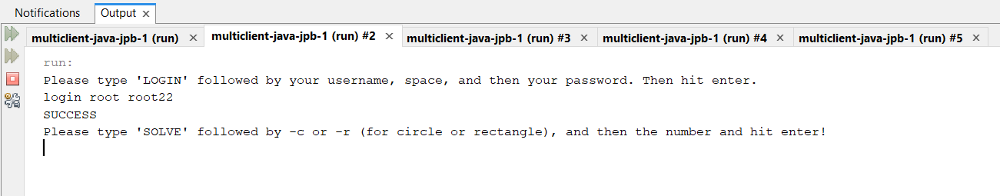 Notifications Output ×
multiclient-java-jpb-1 (run) × multiclient-java-jpb-1 (run) #2 × multiclient-java-jpb-1 (run) #3 × multiclient-java-jpb-1 (run) #4 × multiclient-java-jpb-1 (run) #5 ×
run:
Please type 'LOGIN' followed by your username, space, and then your password. Then hit enter.
login root root22
SUCCESS
Please type 'SOLVE' followed by -c or -r (for circle or rectangle), and then the number and hit enter!